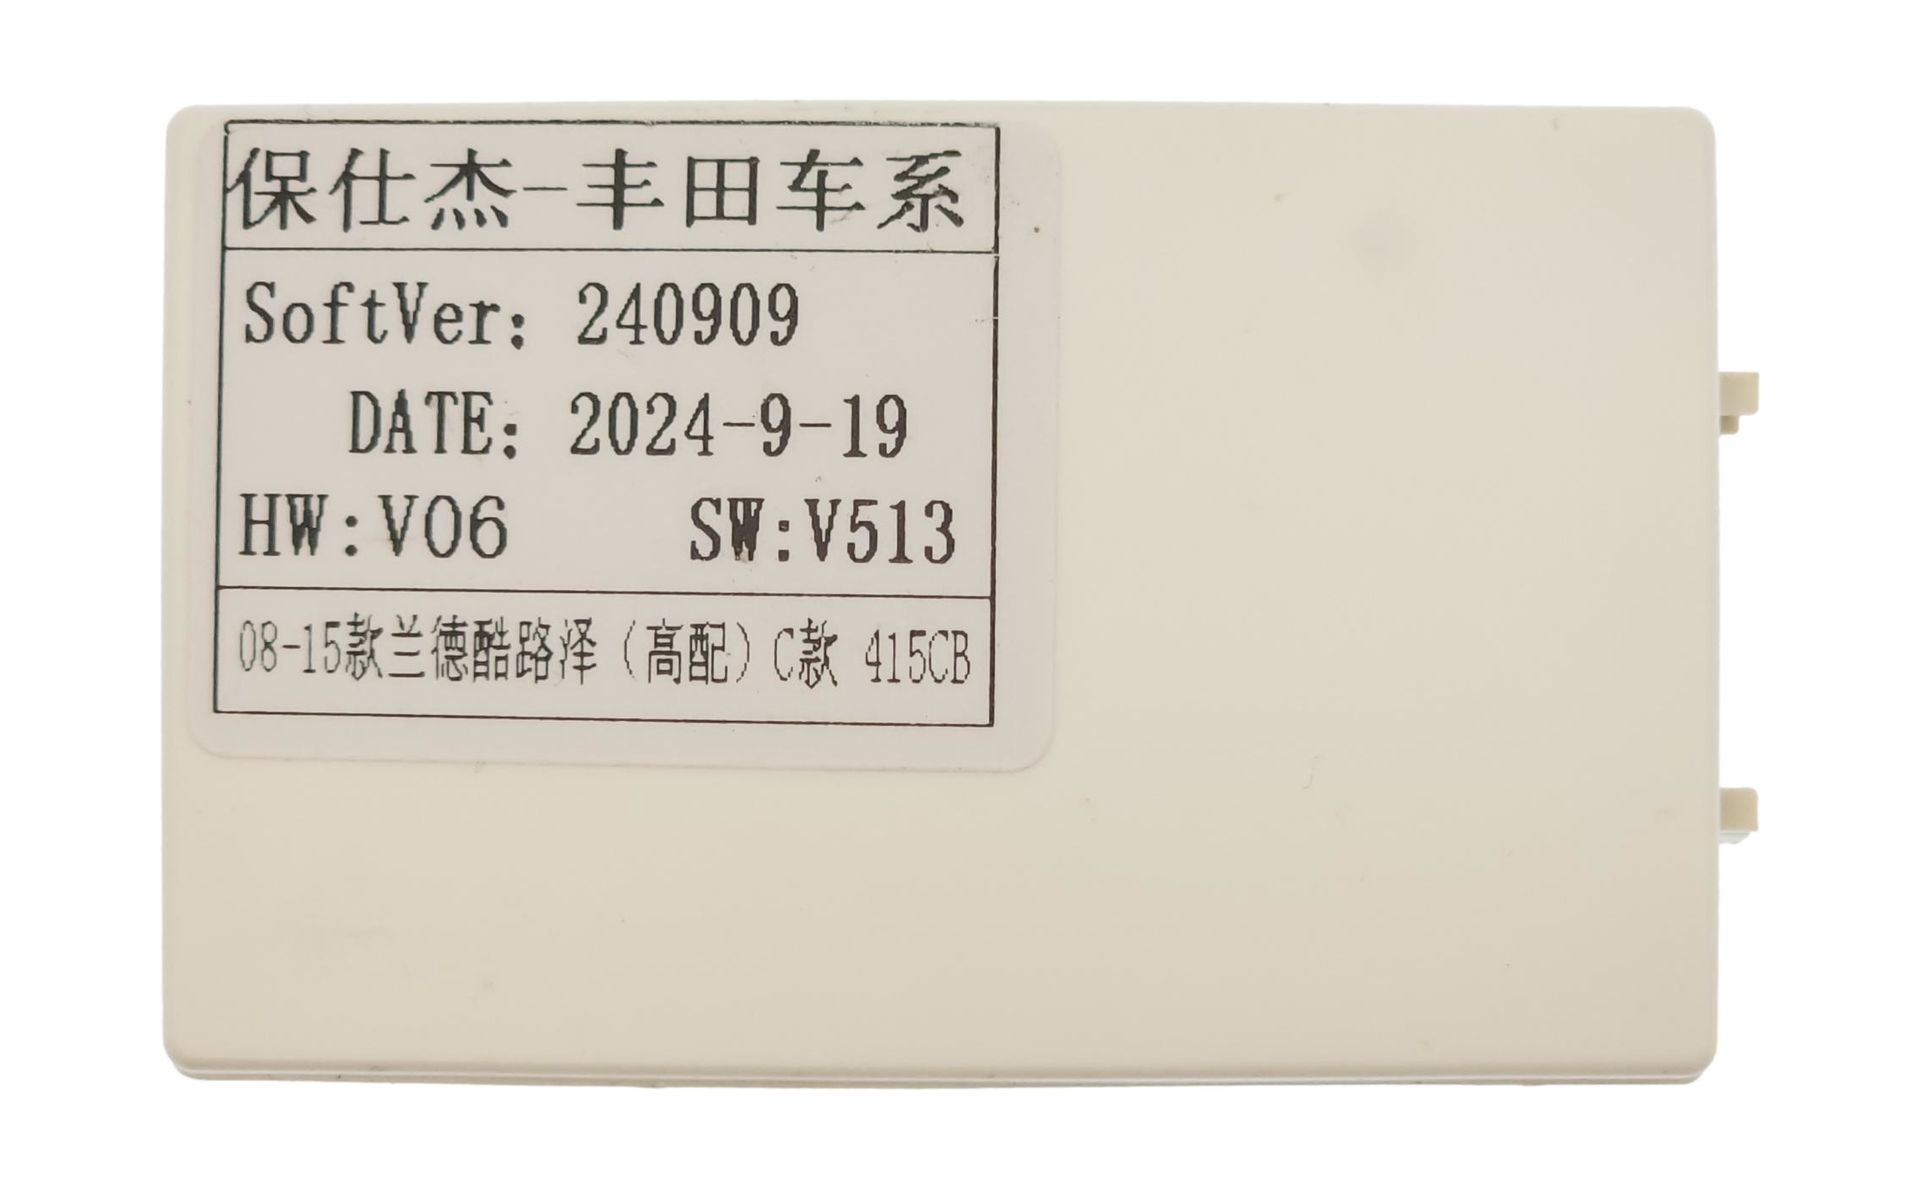 保仕杰-丰田车系
SoftVer: 240909
DATE: 2024-9-19
HW:V06 SW:V513
08-15款兰德酷路泽（高配）C款 415CB